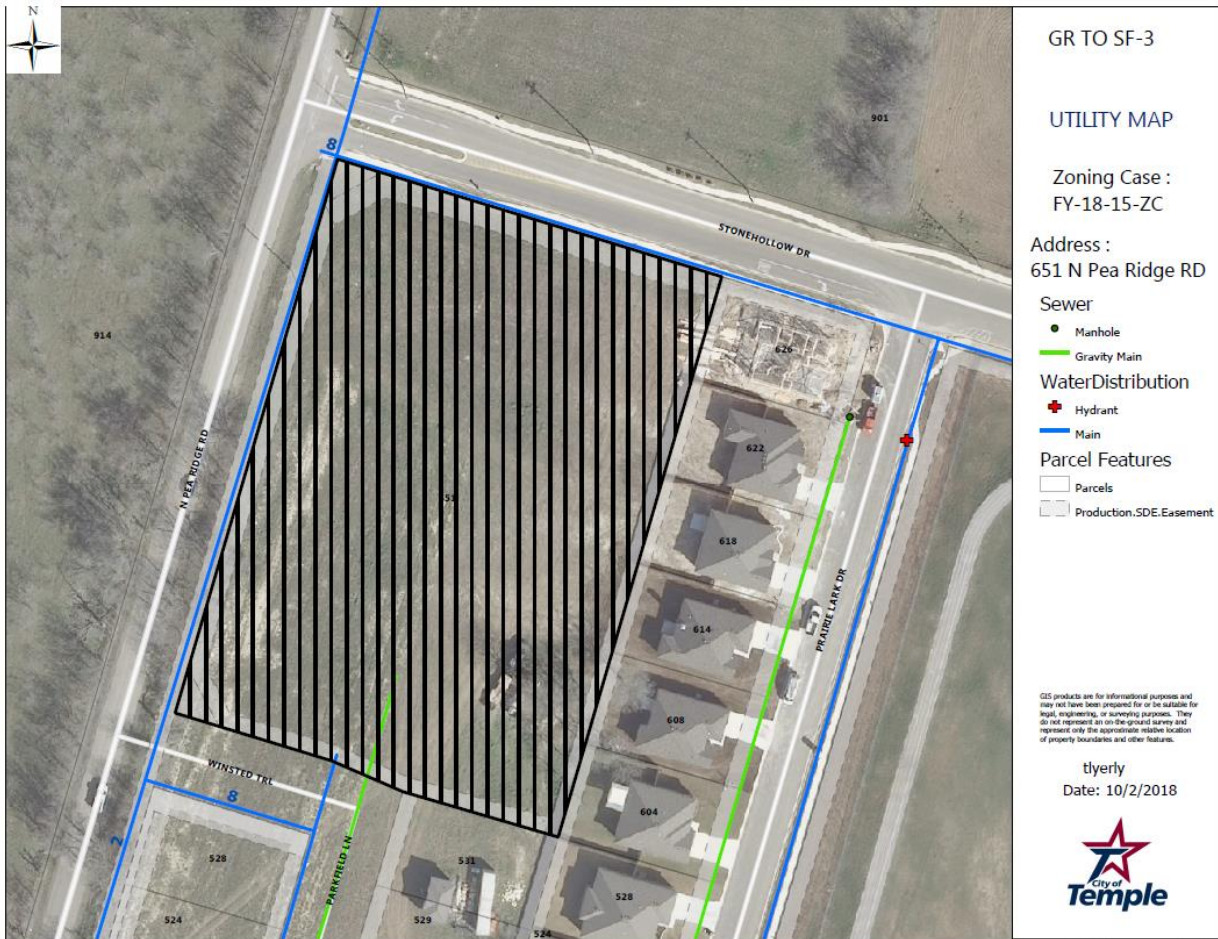 N
GR TO SF-3
UTILITY MAP
Zoning Case :
FY-18-15-ZC
Address :
651 N Pea Ridge RD
Sewer
Manhole
Gravity Main
WaterDistribution
Hydrant
Main
Parcel Features
Parcels
Production.SDE.Easement
GIS products are for informational purposes and
may not have been prepared for or be suitable for
legal, engineering, or surveying purposes. They
do not represent an on-the-ground survey and
represent only the approximate relative location
of property boundaries and other features.
tlyerly
Date: 10/2/2018
City of
Temple
901
8
STONEHOLLOW DR
914
626
622
N PEA RIDGE RD
618
PRAIRIE LARK DR
614
608
WINSTED TRL
8
604
2
528
531
PARKFIELD LN
528
524
529
524